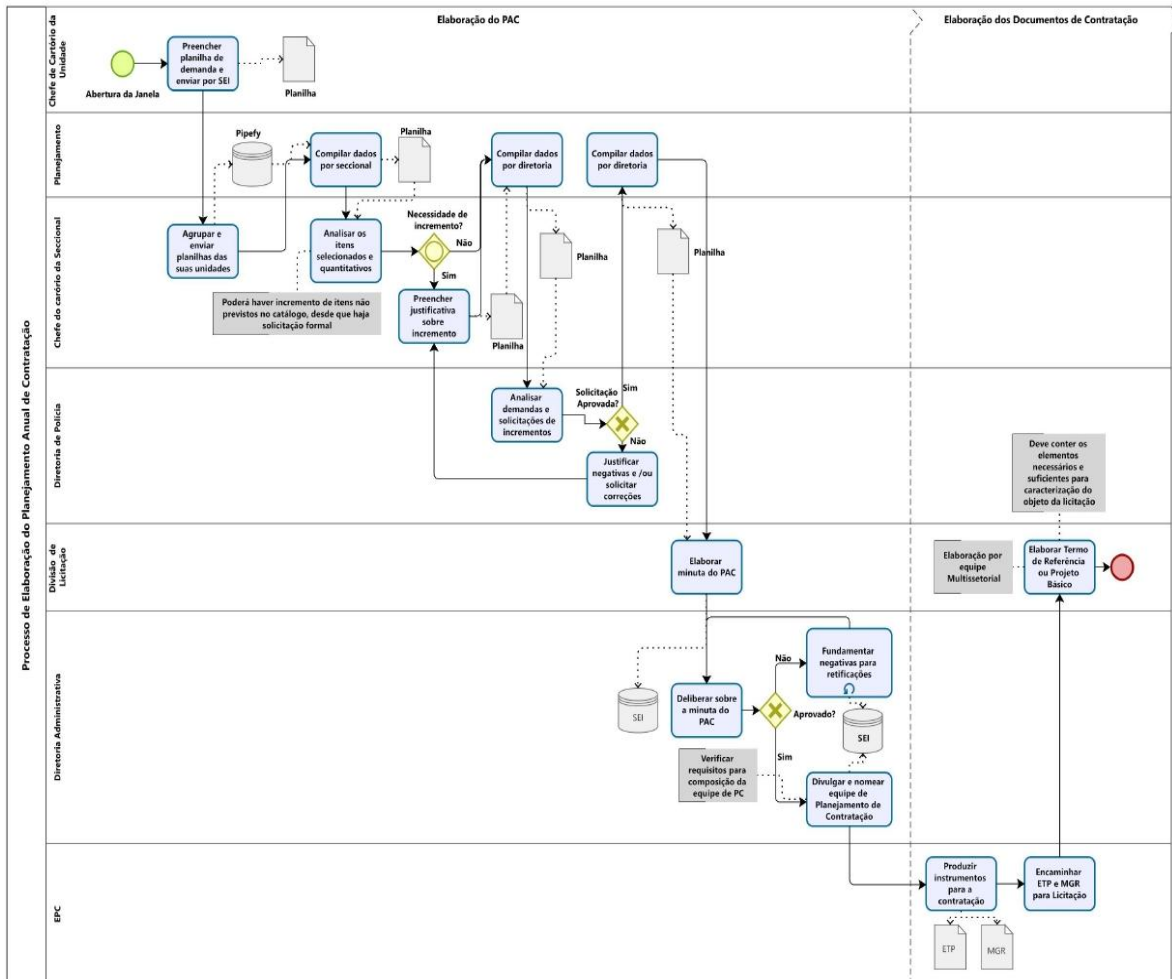 Processo de Elaboração do Planejamento Anual de Contratação
Elaboração do PAC
Elaboração dos Documentos de Contratação
Chefe de Cartório da
Unidade
Abertura da Janela
Preencher
planilha de
demanda e
enviar por SEI
Planilha
Planejamento
Pipefy
Compilar dados
por seccional
Planilha
Compilar dados
por diretoria
Compilar dados
por diretoria
Chefe do carório da Seccional
Agrupar e
enviar
planilhas das
suas unidades
Analisar os
itens
selecionados e
quantitativos
Necessidade de
incremento?
Não
Sim
Poderá haver incremento de itens não
previstos no catálogo, desde que haja
solicitação formal
Preencher
justificativa
sobre
incremento
Planilha
Planilha
Planilha
Diretoria de Polícia
Analisar
demandas e
solicitações de
incrementos
Solicitação
Aprovada?
Sim
Não
Justificar
negativas e /ou
solicitar
correções
Deve conter os
elementos
necessários e
suficientes para
caracterização do
objeto da licitação
Divisão de
Licitação
Elaborar
minuta do PAC
Elaboração por
equipe
Multissetorial
Elaborar Termo
de Referência
ou Projeto
Básico
Diretoria Administrativa
SEI
Deliberar sobre
a minuta do
PAC
Não
Aprovado?
Sim
Fundamentar
negativas para
retificações
SEI
Verificar
requisitos para
composição da
equipe de PC
Divulgar e nomear
equipe de
Planejamento de
Contratação
EPC
Produzir
instrumentos
para a
contratação
ETP
MGR
Encaminhar
ETP e MGR
para Licitação